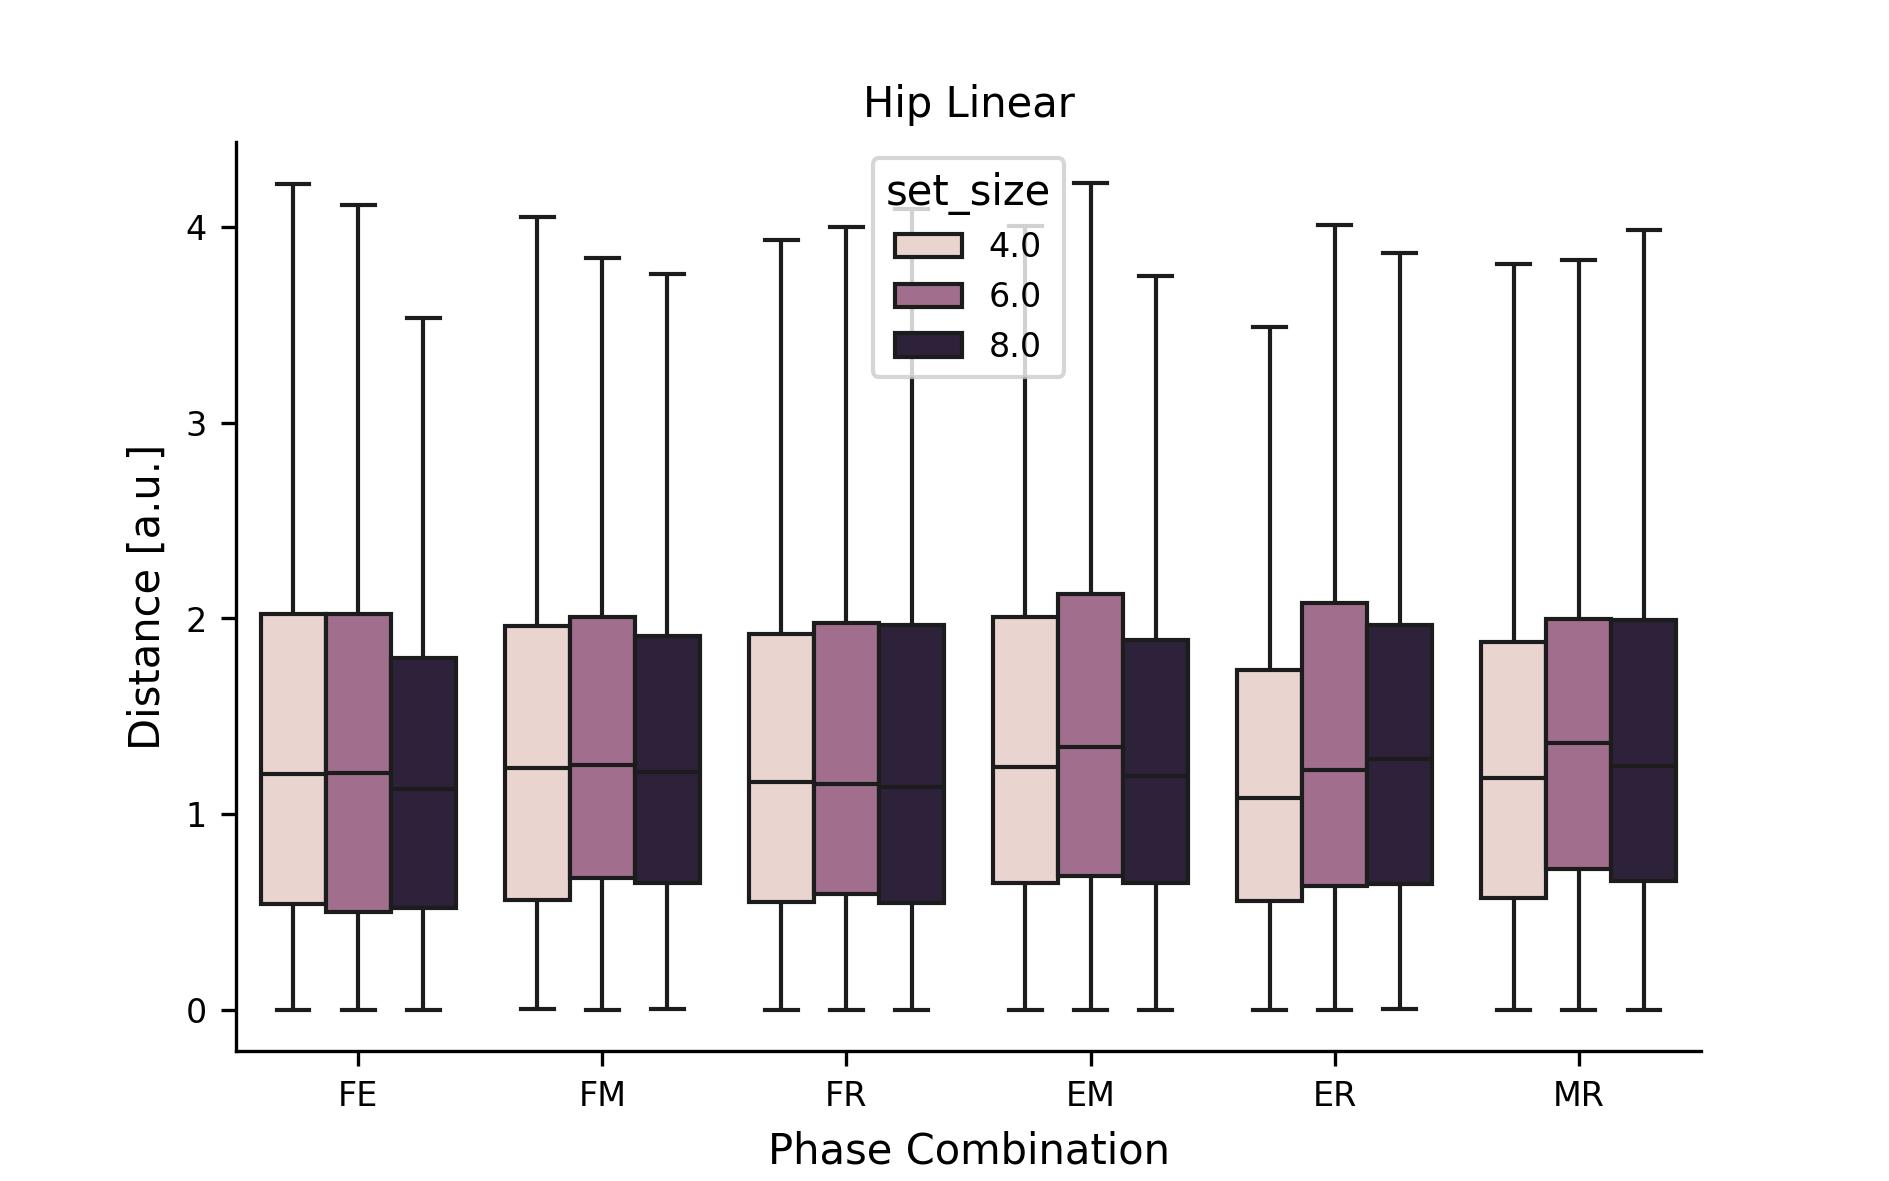 Hip Linear
set_size
4.0
6.0
8.0
4
3
2
1
0
Distance [a.u.]
FE FM FR EM ER MR
Phase Combination